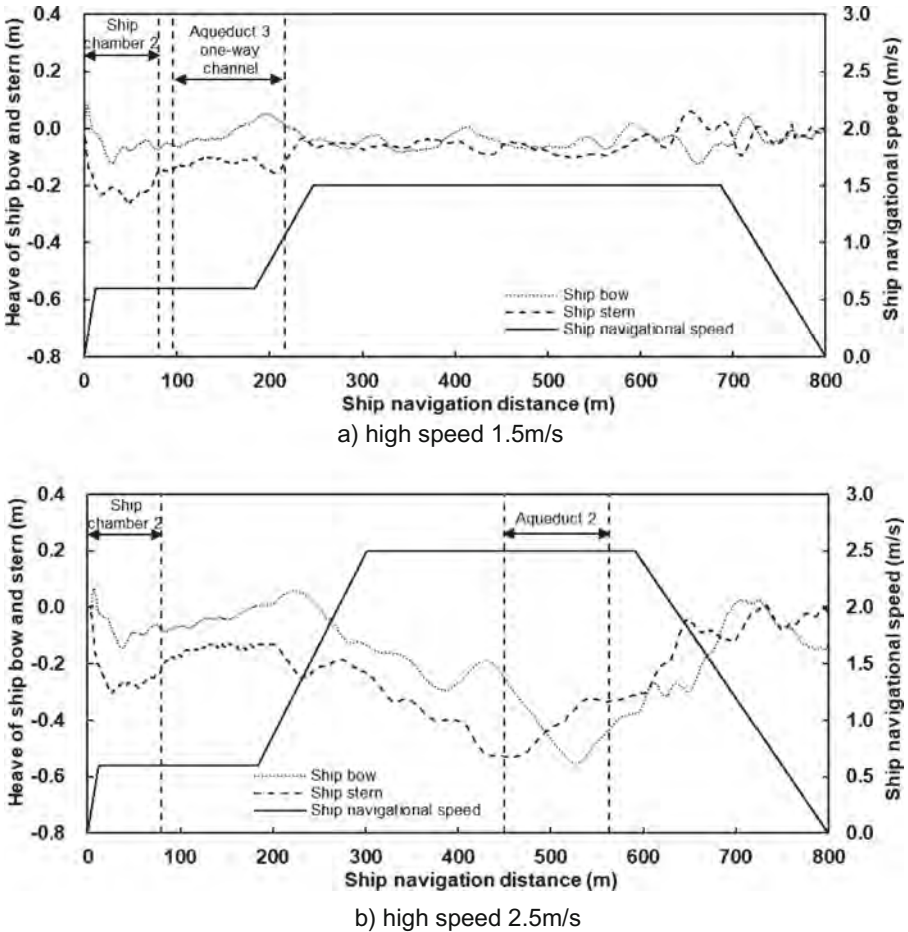 Heave of ship bow and stern (m)
0.4
0.2
0.0
-0.2
-0.4
-0.6
-0.8
Ship
chamber 2
Aqueduct 3
one-way
channel
Ship bow
Ship stern
Ship navigational speed
3.0
2.5
2.0
1.5
1.0
0.5
0.0
Ship navigational speed (m/s)
0 100 200 300 400 500 600 700 800
Ship navigation distance (m)
a) high speed 1.5m/s
Heave of ship bow and stern (m)
0.4
0.2
0.0
-0.2
-0.4
-0.6
-0.8
Ship
chamber 2
Aqueduct 2
Ship bow
Ship stern
Ship navigational speed
3.0
2.5
2.0
1.5
1.0
0.5
0.0
Ship navigational speed (m/s)
0 100 200 300 400 500 600 700 800
Ship navigation distance (m)
b) high speed 2.5m/s